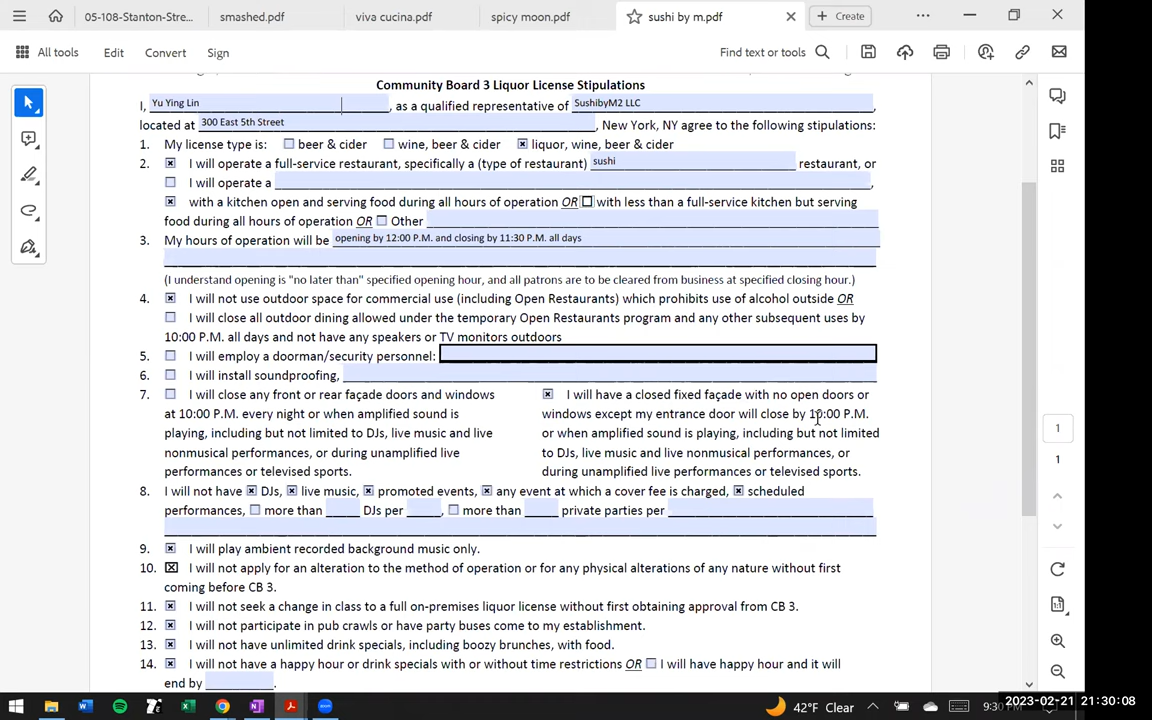 05-108-Stanton-Stre...
smashed.pdf
viva cucina.pdf
spicy moon.pdf
sushi by m.pdf
+ Create
All tools
Edit
Convert
Sign
Find text or tools
Community Board 3 Liquor License Stipulations
I, Yu Ying Lin, as a qualified representative of SushibyM2 LLC,
located at 300 East 5th Street, New York, NY agree to the following stipulations:
1. My license type is: beer & cider wine, beer & cider liquor, wine, beer & cider
2. I will operate a full-service restaurant, specifically a (type of restaurant) sushi restaurant, or
I will operate a ,
with a kitchen open and serving food during all hours of operation OR with less than a full-service kitchen but serving
food during all hours of operation OR Other
3. My hours of operation will be opening by 12:00 P.M. and closing by 11:30 P.M. all days
(I understand opening is "no later than" specified opening hour, and all patrons are to be cleared from business at specified closing hour.)
4. I will not use outdoor space for commercial use (including Open Restaurants) which prohibits use of alcohol outside OR
I will close all outdoor dining allowed under the temporary Open Restaurants program and any other subsequent uses by
10:00 P.M. all days and not have any speakers or TV monitors outdoors
5. I will employ a doorman/security personnel:
6. I will install soundproofing,
7. I will close any front or rear façade doors and windows
at 10:00 P.M. every night or when amplified sound is
playing, including but not limited to DJs, live music and live
nonmusical performances, or during unamplified live
performances or televised sports.
I will have a closed fixed façade with no open doors or
windows except my entrance door will close by 10:00 P.M.
or when amplified sound is playing, including but not limited
to DJs, live music and live nonmusical performances, or
during unamplified live performances or televised sports.
8. I will not have DJs, live music, promoted events, any event at which a cover fee is charged, scheduled
performances, more than DJs per , more than private parties per
9. I will play ambient recorded background music only.
10. I will not apply for an alteration to the method of operation or for any physical alterations of any nature without first
coming before CB 3.
11. I will not seek a change in class to a full on-premises liquor license without first obtaining approval from CB 3.
12. I will not participate in pub crawls or have party buses come to my establishment.
13. I will not have unlimited drink specials, including boozy brunches, with food.
14. I will not have a happy hour or drink specials with or without time restrictions OR I will have happy hour and it will
end by .
1
1
42°F Clear
9:30
2023-02-21 21:30:08